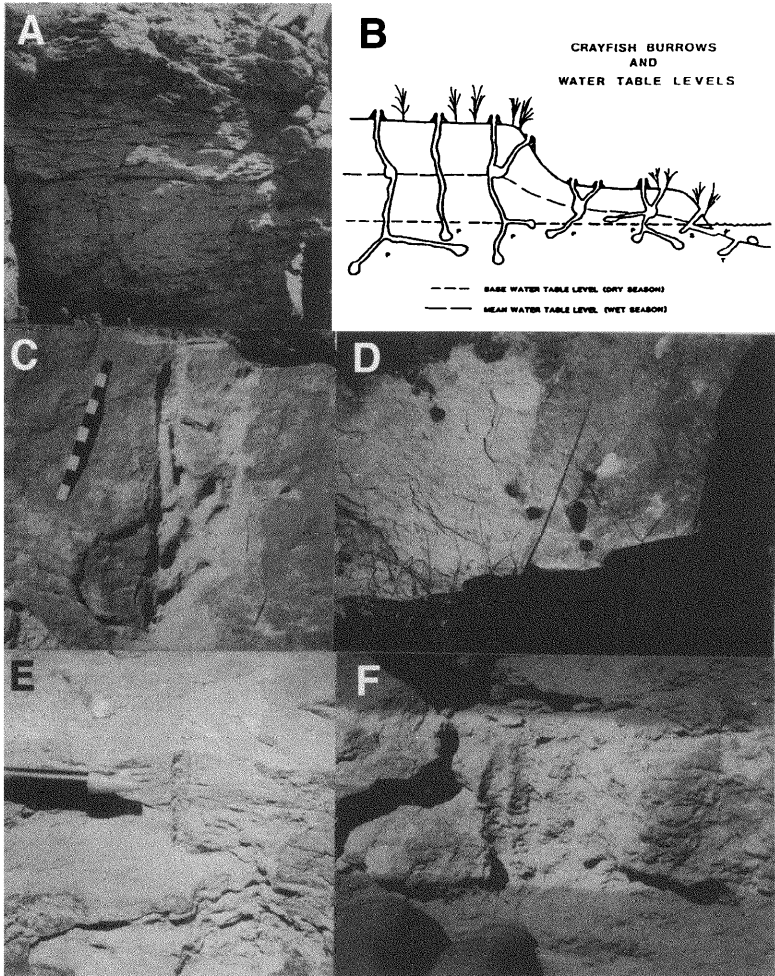 A
B
CRAYFISH BURROWS
AND
WATER TABLE LEVELS
P
P
P
P
P
P
T
T
BASE WATER TABLE LEVEL (DRY SEASON)
MEAN WATER TABLE LEVEL (WET SEASON)
C
D
E
F